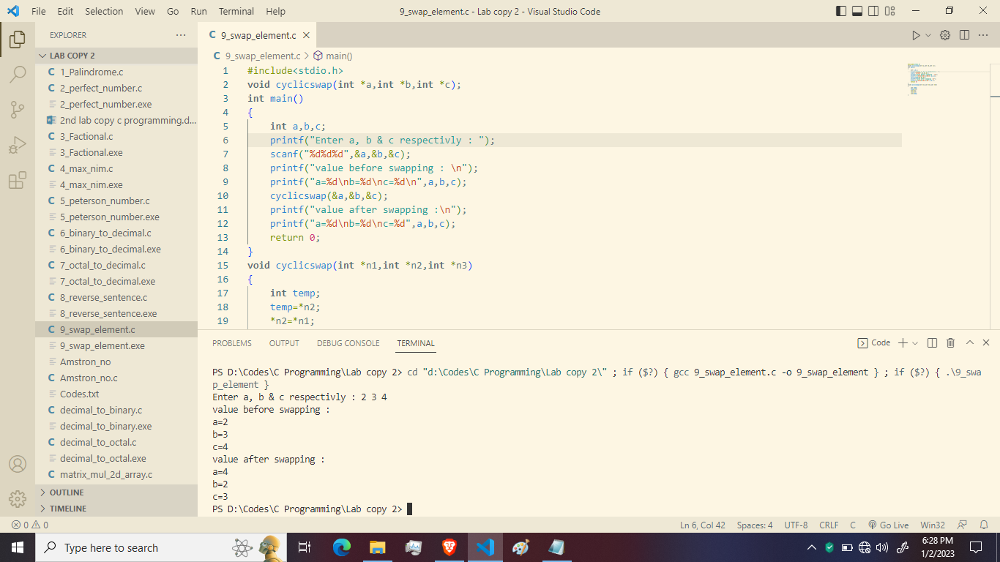 File Edit Selection View Go Run Terminal Help 9_swap_element.c - Lab copy 2 - Visual Studio Code
EXPLORER
LAB COPY 2
1_Palindrome.c
2_perfect_number.c
2_perfect_number.exe
2nd lab copy c programming.d...
3_Factional.c
3_Factional.exe
4_max_nim.c
4_max_nim.exe
5_peterson_number.c
5_peterson_number.exe
6_binary_to_decimal.c
6_binary_to_decimal.exe
7_octal_to_decimal.c
7_octal_to_decimal.exe
8_reverse_sentence.c
8_reverse_sentence.exe
9_swap_element.c
9_swap_element.exe
Amstron_no
Amstron_no.c
Codes.txt
decimal_to_binary.c
decimal_to_binary.exe
decimal_to_octal.c
decimal_to_octal.exe
matrix_mul_2d_array.c
OUTLINE
TIMELINE
C 9_swap_element.c
C 9_swap_element.c > main()
1 #include<stdio.h>
2 void cyclicswap(int *a,int *b,int *c);
3 int main()
4 {
5 int a,b,c;
6 printf("Enter a, b & c respectivly : ");
7 scanf("%d%d%d",&a,&b,&c);
8 printf("value before swapping : \n");
9 printf("a=%d\nb=%d\nc=%d\n",a,b,c);
10 cyclicswap(&a,&b,&c);
11 printf("value after swapping :\n");
12 printf("a=%d\nb=%d\nc=%d",a,b,c);
13 return 0;
14 }
15 void cyclicswap(int *n1,int *n2,int *n3)
16 {
17 int temp;
18 temp=*n2;
19 *n2=*n1;
PROBLEMS OUTPUT DEBUG CONSOLE TERMINAL Code
PS D:\Codes\C Programming\Lab copy 2> cd "d:\Codes\C Programming\Lab copy 2\" ; if ($?) { gcc 9_swap_element.c -o 9_swap_element } ; if ($?) { .\9_swa
p_element }
Enter a, b & c respectivly : 2 3 4
value before swapping :
a=2
b=3
c=4
value after swapping :
a=4
b=2
c=3
PS D:\Codes\C Programming\Lab copy 2>
0 0 Ln 6, Col 42 Spaces: 4 UTF-8 CRLF C Go Live Win32
Type here to search
6:28 PM
1/2/2023